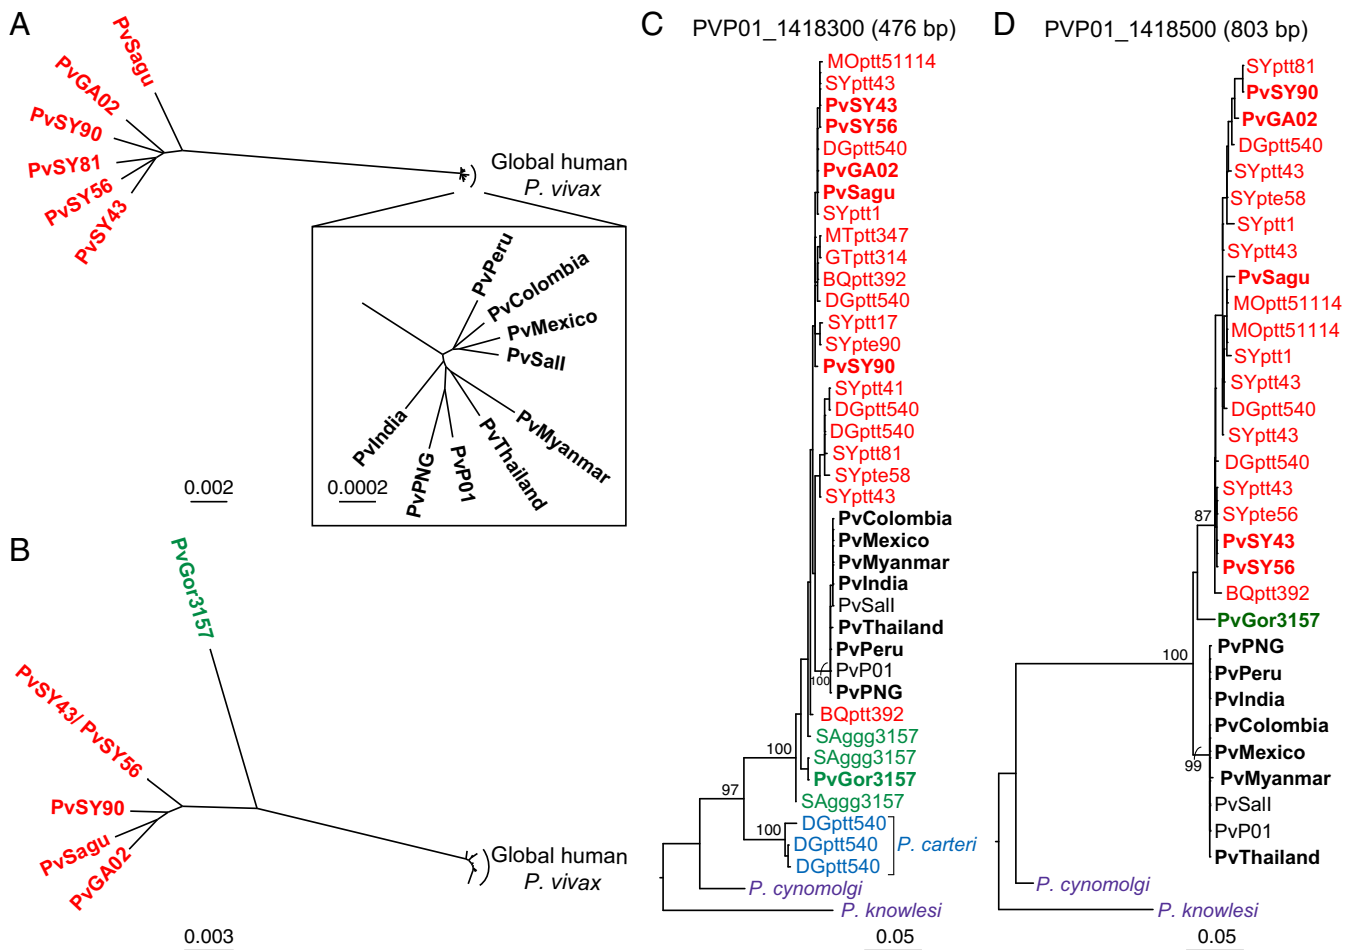 A
PvSagu
PvGA02
PvSY90
PvSY81
PvSY56
PvSY43
Global human
P. vivax
PvPeru
PvColombia
PvMexico
PvSalI
PvMyanmar
PvThailand
PvP01
PvPNG
PvIndia
0.002
0.0002
B
PvGor3157
PvSY43/ PvSY56
PvSY90
PvSagu
PvGA02
Global human
P. vivax
0.003
C
PVP01_1418300 (476 bp)
MOptt51114
SYptt43
PvSY43
PvSY56
DGptt540
PvGA02
PvSagu
SYptt1
MTptt347
GTptt314
BQptt392
DGptt540
SYptt17
SYpte90
PvSY90
SYptt41
DGptt540
DGptt540
SYptt81
SYpte58
SYptt43
PvColombia
PvMexico
PvMyanmar
PvIndia
PvSalI
PvThailand
PvPeru
PvP01
100
PvPNG
BQptt392
SAggg3157
100
SAggg3157
PvGor3157
97
SAggg3157
100
DGptt540
DGptt540
P. carteri
DGptt540
P. cynomolgi
P. knowlesi
0.05
D
PVP01_1418500 (803 bp)
SYptt81
PvSY90
PvGA02
DGptt540
SYptt43
SYpte58
SYptt1
SYptt43
PvSagu
MOptt51114
MOptt51114
SYptt1
SYptt43
DGptt540
SYptt43
DGptt540
SYptt43
87
SYpte56
PvSY43
PvSY56
BQptt392
PvGor3157
100
PvPNG
PvPeru
PvIndia
PvColombia
PvMexico
99
PvMyanmar
PvSalI
PvP01
PvThailand
P. cynomolgi
P. knowlesi
0.05